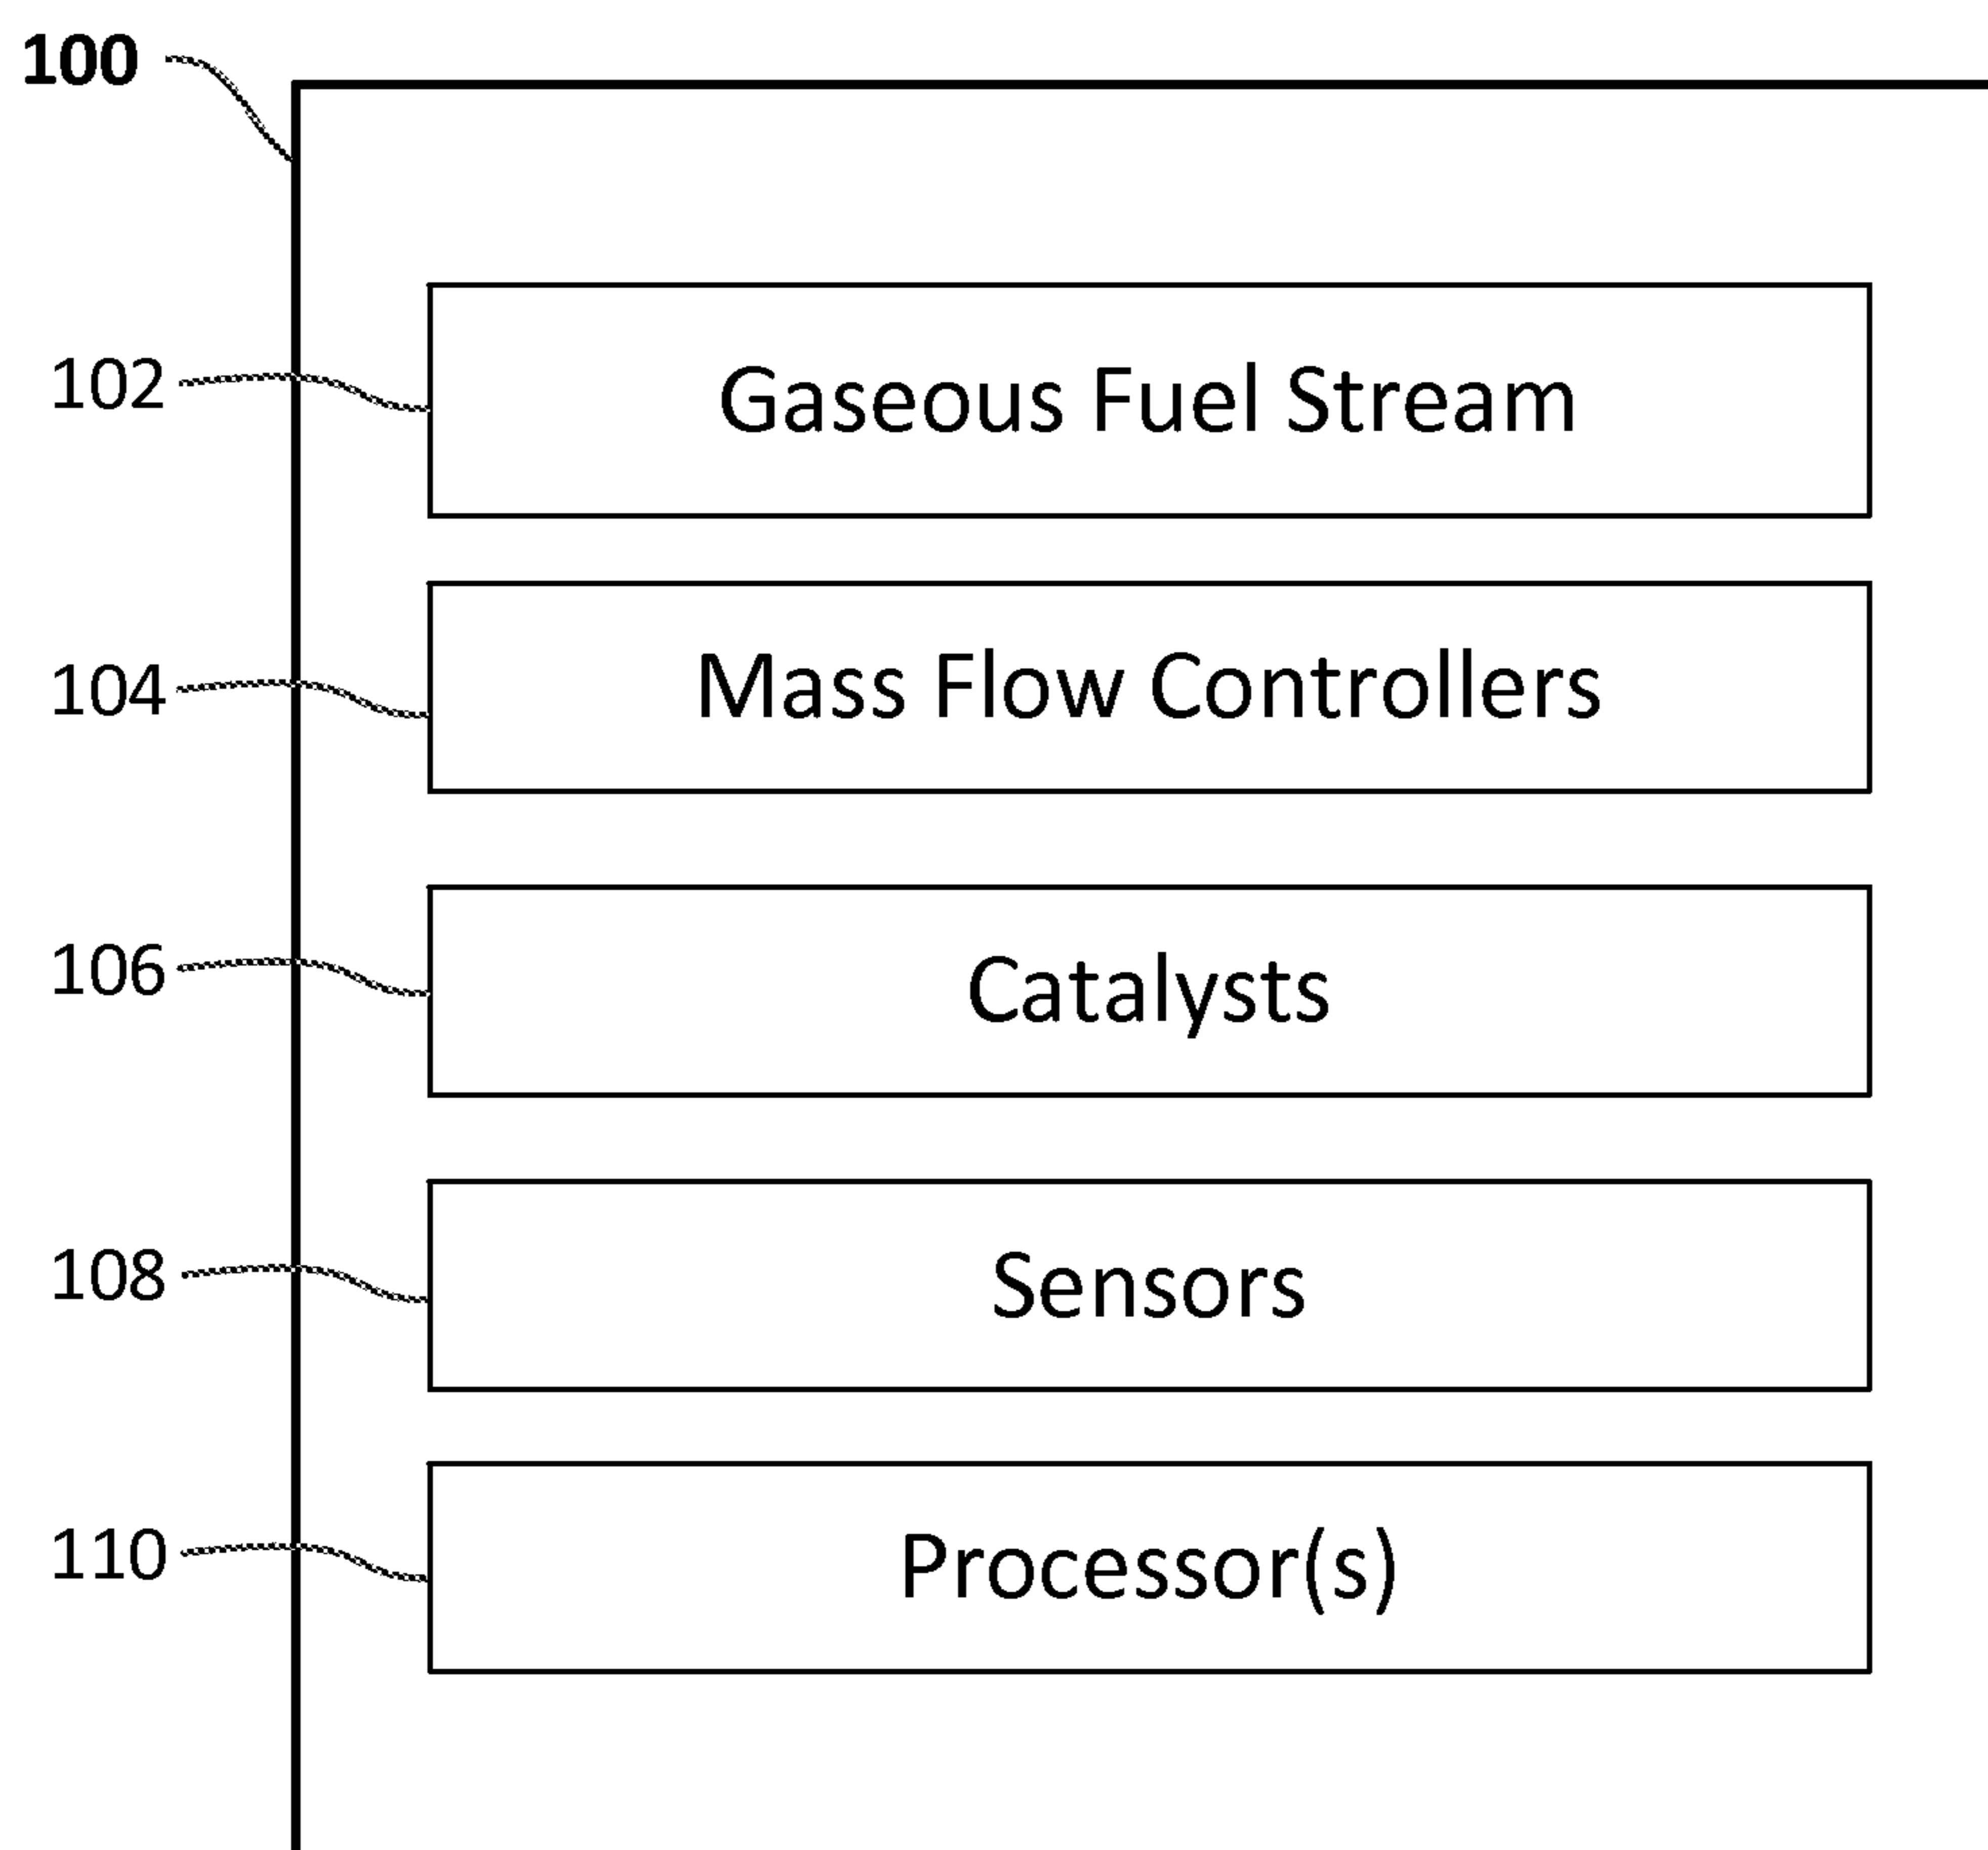 100
102 Gaseous Fuel Stream
104 Mass Flow Controllers
106 Catalysts
108 Sensors
110 Processor(s)